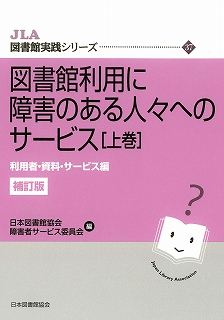 JLA
図書館実践シリーズ 37
図書館利用に
障害のある人々への
サービス[上巻]
利用者・資料・サービス編
補訂版
日本図書館協会
障害者サービス委員会 編
Japan Library Association
日本図書館協会